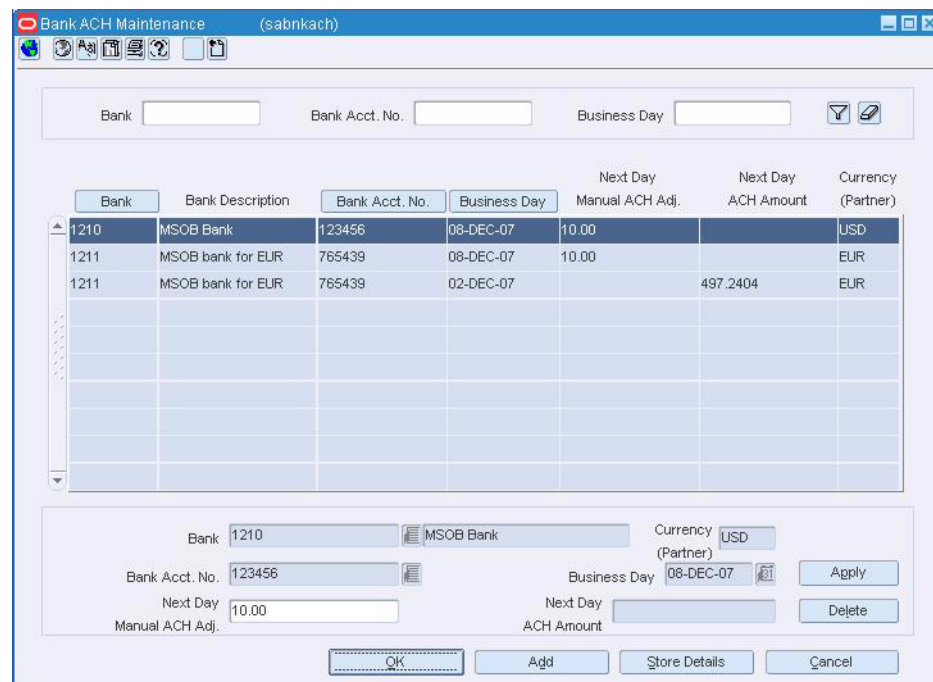 Bank ACH Maintenance (sabnkach)
Bank Bank Acct. No. Business Day
Next Day Next Day Currency
Bank Bank Description Bank Acct. No. Business Day Manual ACH Adj. ACH Amount (Partner)
1210 MSOB Bank 123456 08-DEC-07 10.00 USD
1211 MSOB bank for EUR 765439 08-DEC-07 10.00 EUR
1211 MSOB bank for EUR 765439 02-DEC-07 497.2404 EUR
Bank 1210 MSOB Bank Currency (Partner) USD
Bank Acct. No. 123456 Business Day 08-DEC-07 31 Apply
Next Day Manual ACH Adj. 10.00 Next Day ACH Amount Delete
OK Add Store Details Cancel